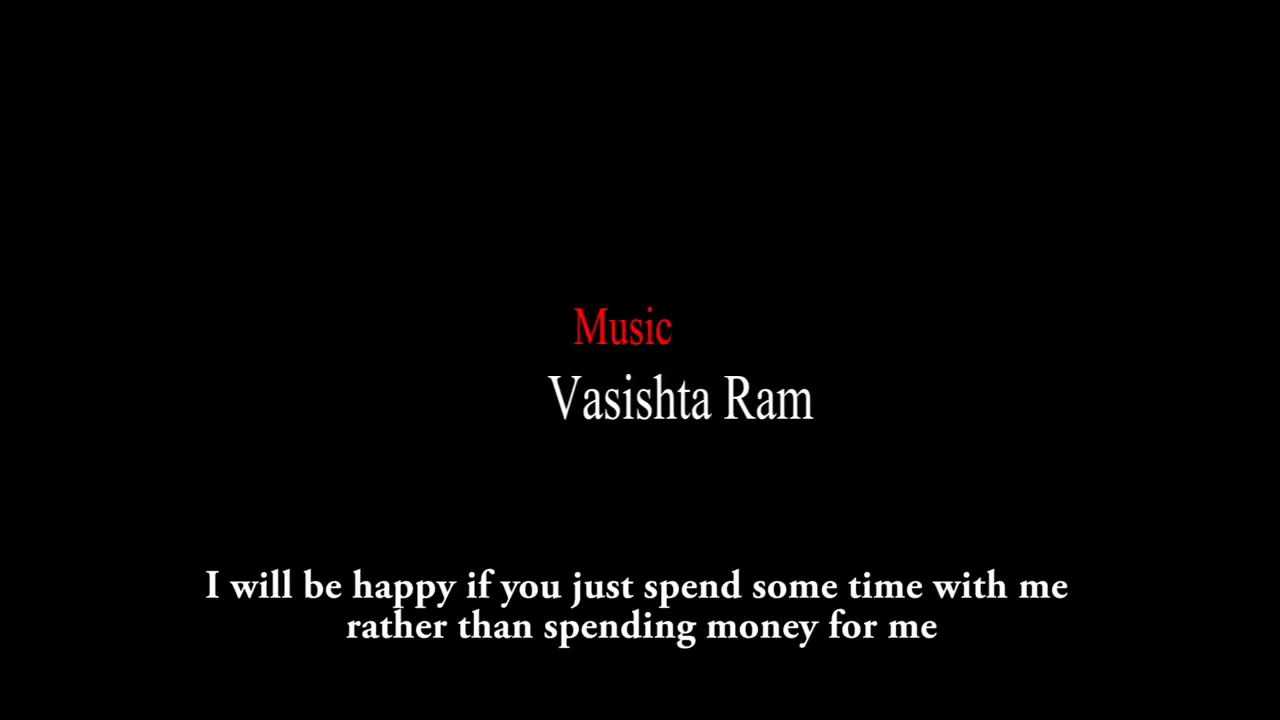 Music
Vasishta Ram
I will be happy if you just spend some time with me
rather than spending money for me